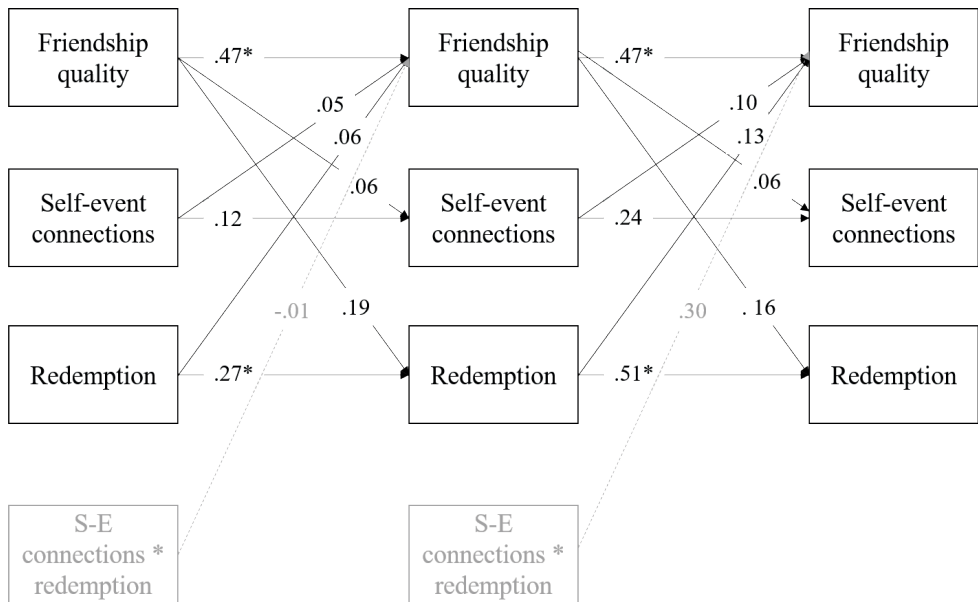 Friendship
quality
.47*
Friendship
quality
.47*
Friendship
quality
.05
.10
.06
.13
.06
.06
Self-event
connections
.12
Self-event
connections
.24
Self-event
connections
-.01
.19
.30
. 16
Redemption
.27*
Redemption
.51*
Redemption
S-E
connections *
redemption
S-E
connections *
redemption